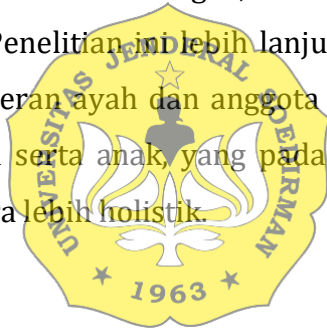 Penelitian ini lebih lanju
eran ayah dan anggota
serta anak, yang pada
a lebih holistik.
UNIVERSITAS JENDERAL SOEDIRMAN
1963